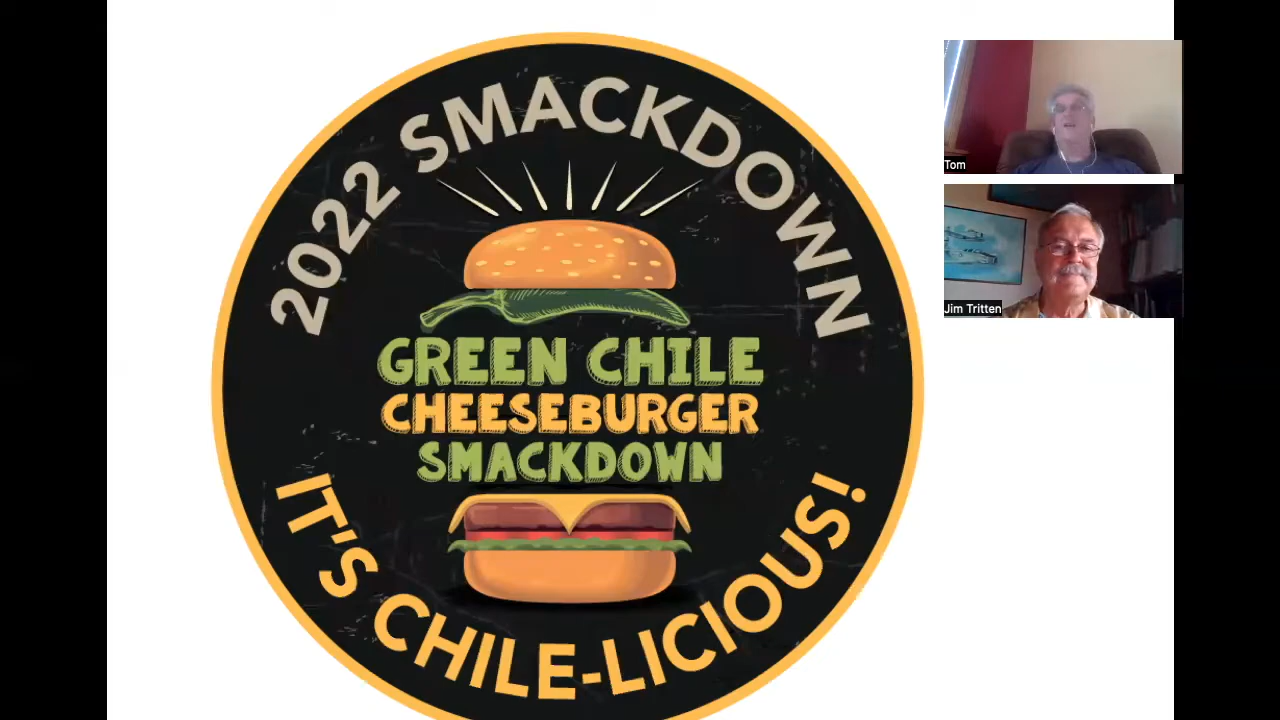 2022 SMACKDOWN
GREEN CHILE
CHEESEBURGER
SMACKDOWN
IT'S CHILE-LICIOUS!
Tom
Jim Tritten